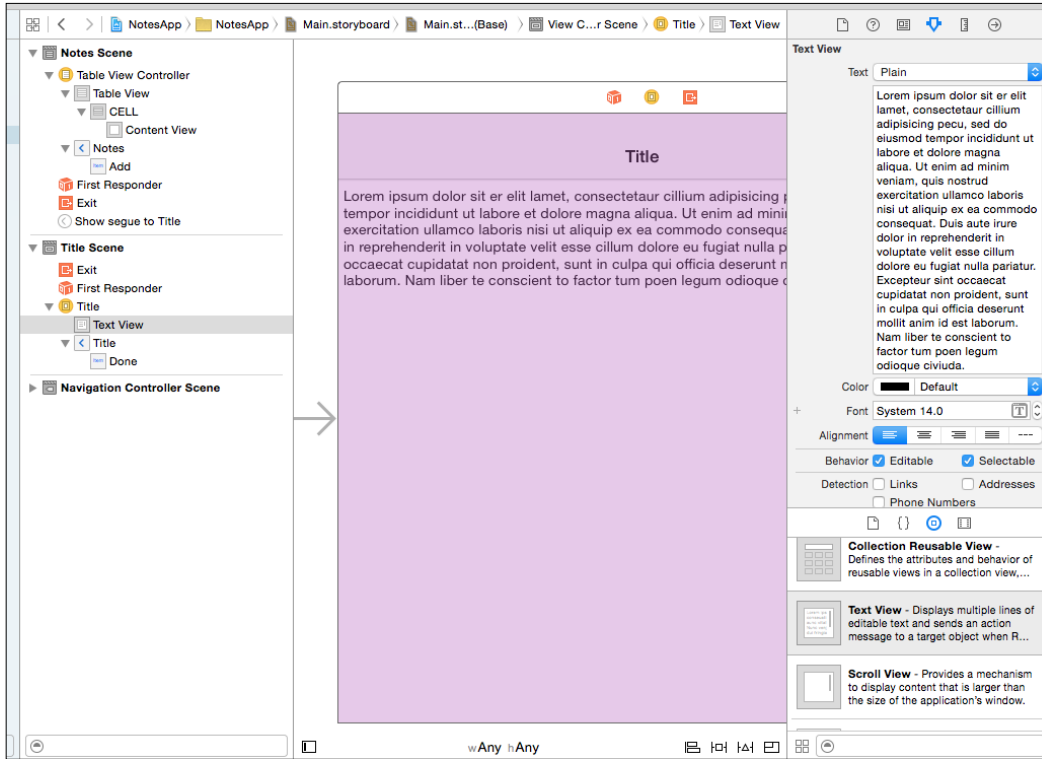 NotesApp
NotesApp
Main.storyboard
Main.st...(Base)
View C...r Scene
Title
Text View
Notes Scene
Table View Controller
Table View
CELL
Content View
Notes
Add
First Responder
Exit
Show segue to Title
Title Scene
Exit
First Responder
Title
Text View
Title
Done
Navigation Controller Scene
Title
Lorem ipsum dolor sit er elit lamet, consectetaur cillium adipisicing
tempor incididunt ut labore et dolore magna aliqua. Ut enim ad mini
exercitation ullamco laboris nisi ut aliquip ex ea commodo consequa
in reprehenderit in voluptate velit esse cillum dolore eu fugiat nulla p
occaecat cupidatat non proident, sunt in culpa qui officia deserunt
laborum. Nam liber te conscient to factor tum poen legum odioque
wAny hAny
Text View
Text Plain
Lorem ipsum dolor sit er elit
lamet, consectetaur cillium
adipisicing pecu, sed do
eiusmod tempor incididunt ut
labore et dolore magna
aliqua. Ut enim ad minim
veniam, quis nostrud
exercitation ullamco laboris
nisi ut aliquip ex ea commodo
consequat. Duis aute irure
dolor in reprehenderit in
voluptate velit esse cillum
dolore eu fugiat nulla pariatur.
Excepteur sint occaecat
cupidatat non proident, sunt
in culpa qui officia deserunt
mollit anim id est laborum.
Nam liber te conscient to
factor tum poen legum
odioque civiuda.
Color Default
Font System 14.0
Alignment
Behavior Editable Selectable
Detection Links Addresses
Phone Numbers
Collection Reusable View -
Defines the attributes and behavior of
reusable views in a collection view,...
Text View - Displays multiple lines of
editable text and sends an action
message to a target object when R...
Scroll View - Provides a mechanism
to display content that is larger than
the size of the application's window.